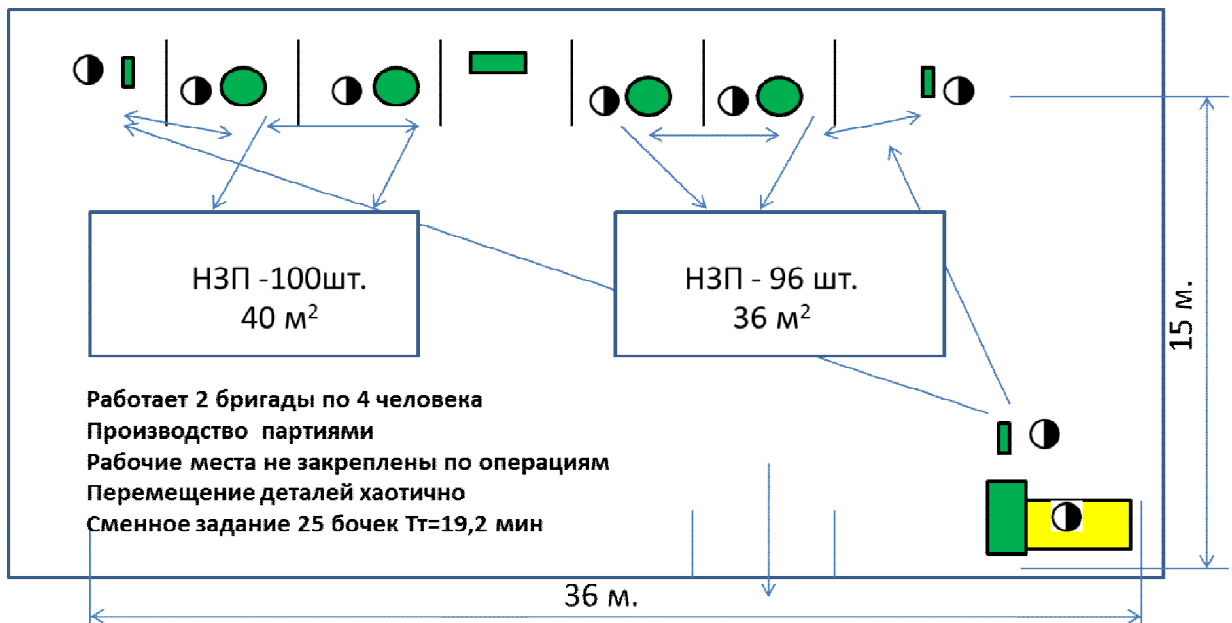 НЗП -100шт.
40 м²
НЗП - 96 шт.
36 м²
15 м.
Работает 2 бригады по 4 человека
Производство партиями
Рабочие места не закреплены по операциям
Перемещение деталей хаотично
Сменное задание 25 бочек Тт=19,2 мин
36 м.